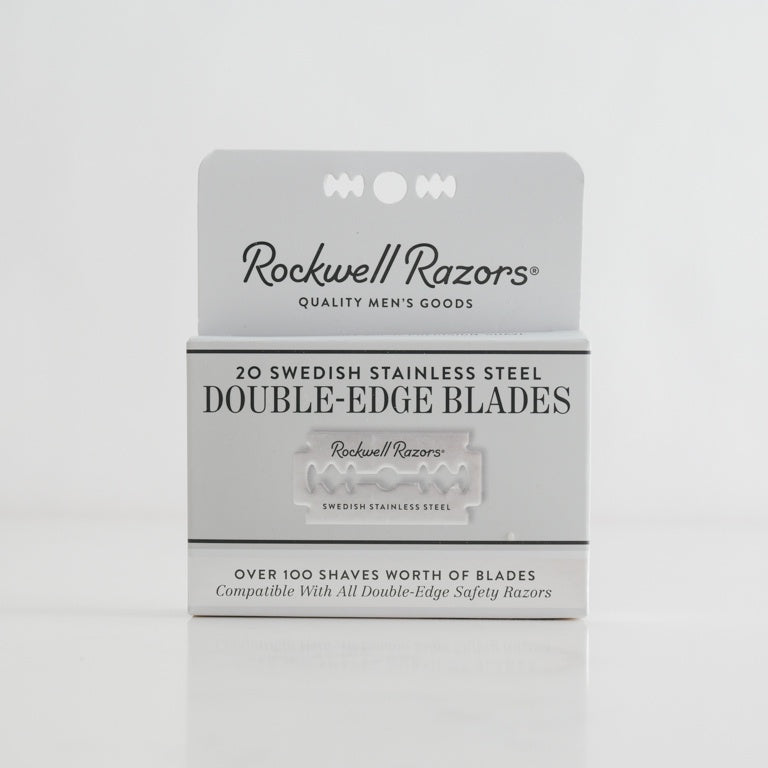 Rockwell Razors®
QUALITY MEN'S GOODS
20 SWEDISH STAINLESS STEEL
DOUBLE-EDGE BLADES
Rockwell Razors®
SWEDISH STAINLESS STEEL
OVER 100 SHAVES WORTH OF BLADES
Compatible With All Double-Edge Safety Razors